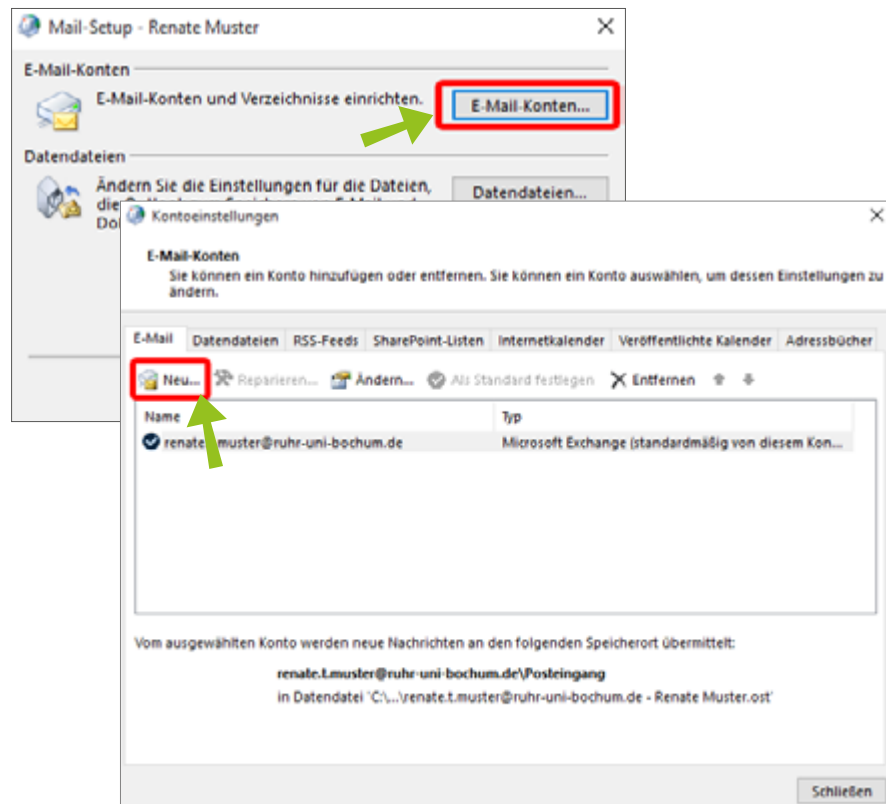 Mail-Setup - Renate Muster
E-Mail-Konten
E-Mail-Konten und Verzeichnisse einrichten.
E-Mail-Konten...
Datendateien
Ändern Sie die Einstellungen für die Dateien,
Datendateien...
die
Kontoeinstellungen
E-Mail-Konten
Sie können ein Konto hinzufügen oder entfernen. Sie können ein Konto auswählen, um dessen Einstellungen zu
ändern.
E-Mail Datendateien RSS-Feeds SharePoint-Listen Internetkalender Veröffentlichte Kalender Adressbücher
Neu... Reparieren... Ändern... Als Standard festlegen Entfernen
Name Typ
renate.t.muster@ruhr-uni-bochum.de Microsoft Exchange (standardmäßig von diesem Kon...
Vom ausgewählten Konto werden neue Nachrichten an den folgenden Speicherort übermittelt:
renate.t.muster@ruhr-uni-bochum.de\Posteingang
in Datendatei 'C:\...\renate.t.muster@ruhr-uni-bochum.de - Renate Muster.ost'
Schließen